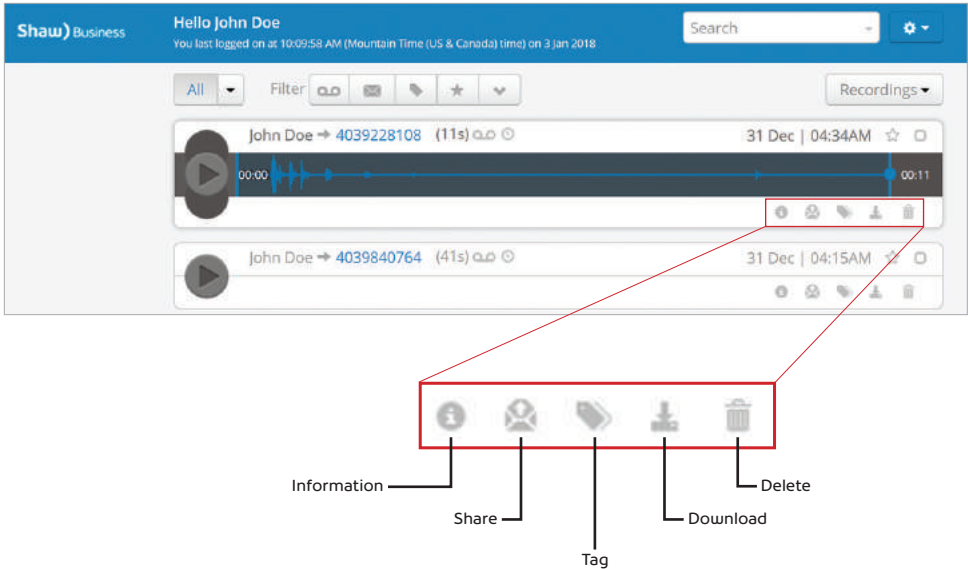 Shaw) Business
Hello John Doe
You last logged on at 10:09:58 AM (Mountain Time (US & Canada) time) on 3 Jan 2018
Search
All
Filter
Recordings
John Doe → 4039228108 (11s)
31 Dec | 04:34AM
00:00
00:11
John Doe → 4039840764 (41s)
31 Dec | 04:15AM
Information
Delete
Share
Download
Tag